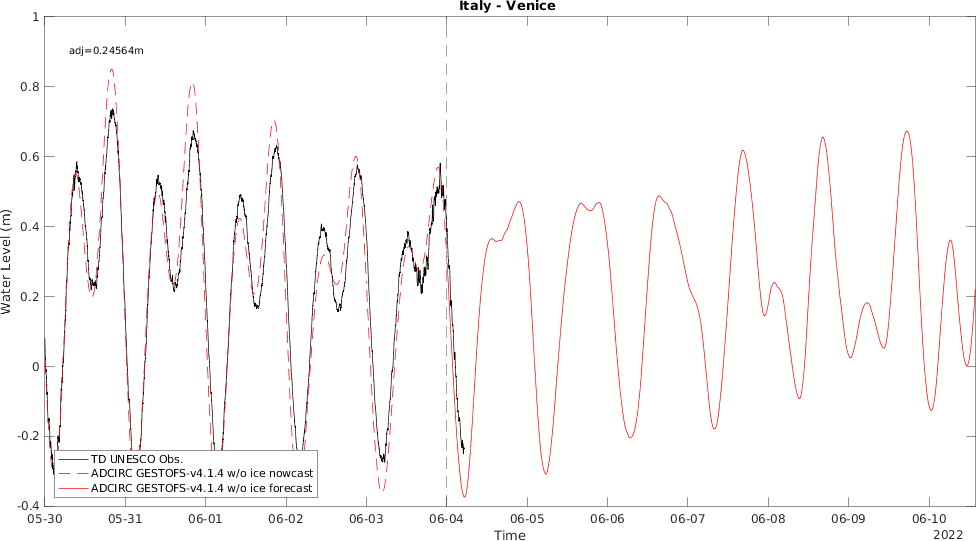 Italy - Venice
adj=0.24564m
Water Level (m)
1
0.8
0.6
0.4
0.2
0
-0.2
-0.4
TD UNESCO Obs.
ADCIRC GESTOFS-v4.1.4 w/o ice nowcast
ADCIRC GESTOFS-v4.1.4 w/o ice forecast
05-30 05-31 06-01 06-02 06-03 06-04 06-05 06-06 06-07 06-08 06-09 06-10
Time
2022